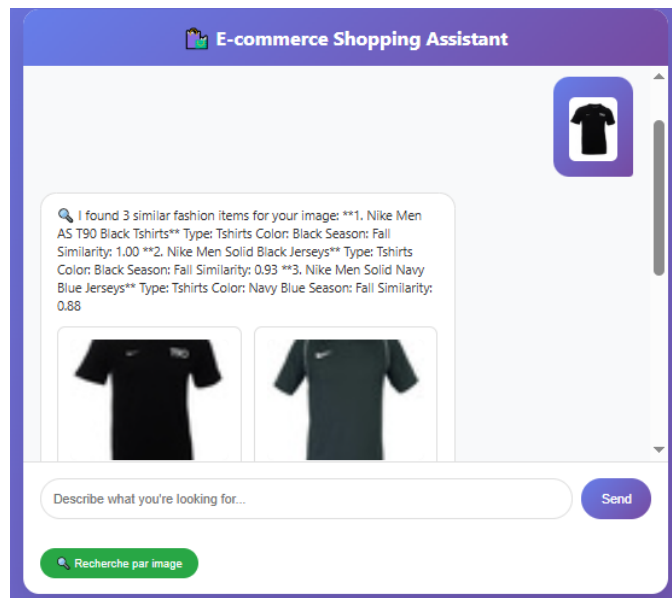 E-commerce Shopping Assistant
I found 3 similar fashion items for your image: **1. Nike Men
AS T90 Black Tshirts** Type: Tshirts Color: Black Season: Fall
Similarity: 1.00 **2. Nike Men Solid Black Jerseys** Type: Tshirts
Color: Black Season: Fall Similarity: 0.93 **3. Nike Men Solid Navy
Blue Jerseys** Type: Tshirts Color: Navy Blue Season: Fall Similarity:
0.88
Describe what you're looking for...
Send
Recherche par image